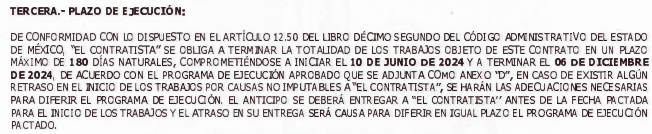 TERCERA.- PLAZO DE EJECUCIÓN:
DE CONFORMIDAD CON LO DISPUESTO EN EL ARTÍCULO 12.50 DEL LIBRO DÉCIMO SEGUNDO DEL CÓDIGO ADMINISTRATIVO DEL ESTADO
DE MÉXICO, "EL CONTRATISTA" SE OBLIGA A TERMINAR LA TOTALIDAD DE LOS TRABAJOS OBJETO DE ESTE CONTRATO EN UN PLAZO
MÁXIMO DE 180 DÍAS NATURALES, COMPROMETIÉNDOSE A INICIAR EL 10 DE JUNIO DE 2024 Y A TERMINAR EL 06 DE DICIEMBRE
DE 2024, DE ACUERDO CON EL PROGRAMA DE EJECUCIÓN APROBADO QUE SE ADJUNTA COMO ANEXO "D", EN CASO DE EXISTIR ALGÚN
RETRASO EN EL INICIO DE LOS TRABAJOS POR CAUSAS NO IMPUTABLES A "EL CONTRATISTA", SE HARÁN LAS ADECUACIONES NECESARIAS
PARA DIFERIR EL PROGRAMA DE EJECUCIÓN. EL ANTICIPO SE DEBERÁ ENTREGAR A "EL CONTRATISTA" ANTES DE LA FECHA PACTADA
PARA EL INICIO DE LOS TRABAJOS Y EL ATRASO EN SU ENTREGA SERÁ CAUSA PARA DIFERIR EN IGUAL PLAZO EL PROGRAMA DE EJECUCIÓN
PACTADO.